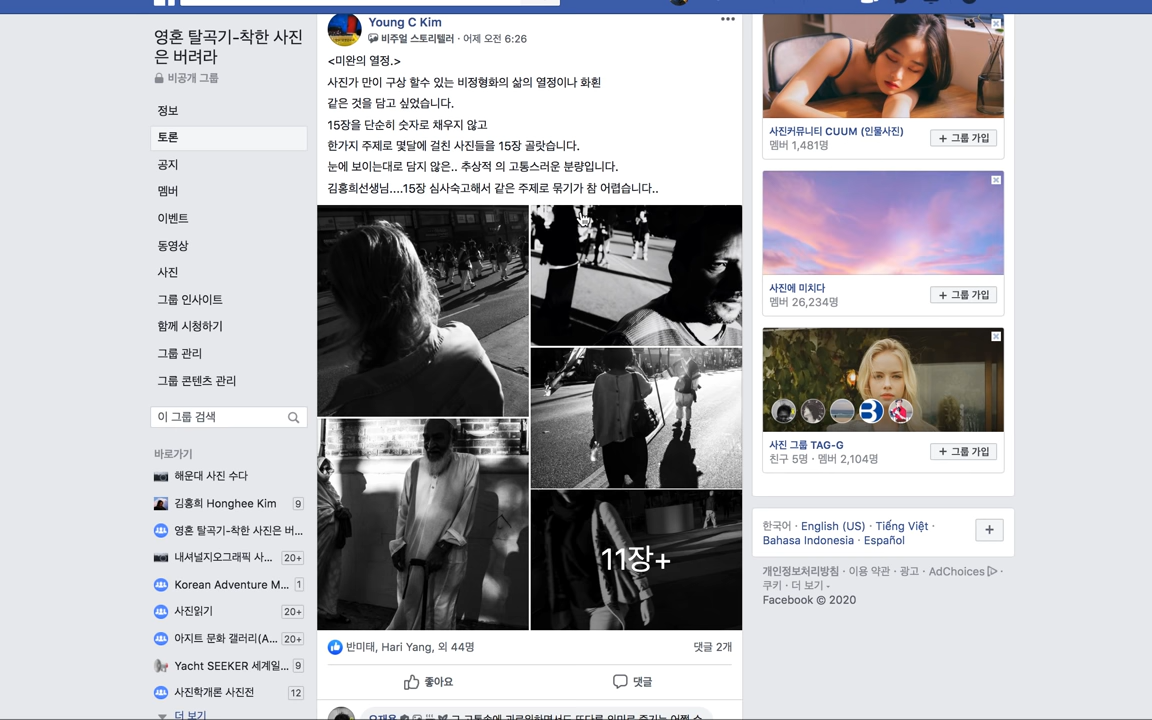 영혼 탈곡기-착한 사진
은 버려라
비공개 그룹
정보
토론
공지
멤버
이벤트
동영상
사진
그룹 인사이트
함께 시청하기
그룹 관리
그룹 콘텐츠 관리
이 그룹 검색
바로가기
해운대 사진 수다
김홍희 Honghee Kim 9
영혼 탈곡기-착한 사진은 버...
내셔널지오그래픽 사... 20+
Korean Adventure M... 1
사진읽기 20+
아지트 문화 갤러리(A... 20+
Yacht SEEKER 세계일... 9
사진학개론 사진전 12
더 보기
Young C Kim
비주얼 스토리텔러 · 어제 오전 6:26
<미완의 열정.>
사진가 만이 구상 할수 있는 비정형화의 삶의 열정이나 화흰
같은 것을 담고 싶었습니다.
15장을 단순히 숫자로 채우지 않고
한가지 주제로 몇달에 걸친 사진들을 15장 골랏습니다.
눈에 보이는대로 담지 않은.. 추상적 의 고통스러운 분량입니다.
김홍희선생님....15장 심사숙고해서 같은 주제로 묶기가 참 어렵습니다..
11장+
반미태, Hari Yang, 외 44명
댓글 2개
좋아요
댓글
사진커뮤니티 CUUM (인물사진)
멤버 1,481명
+ 그룹 가입
사진에 미치다
멤버 26,234명
+ 그룹 가입
사진 그룹 TAG-G
친구 5명 · 멤버 2,104명
+ 그룹 가입
한국어 · English (US) · Tiếng Việt ·
Bahasa Indonesia · Español
개인정보처리방침 · 이용 약관 · 광고 · AdChoices ·
쿠키 · 더 보기
Facebook © 2020